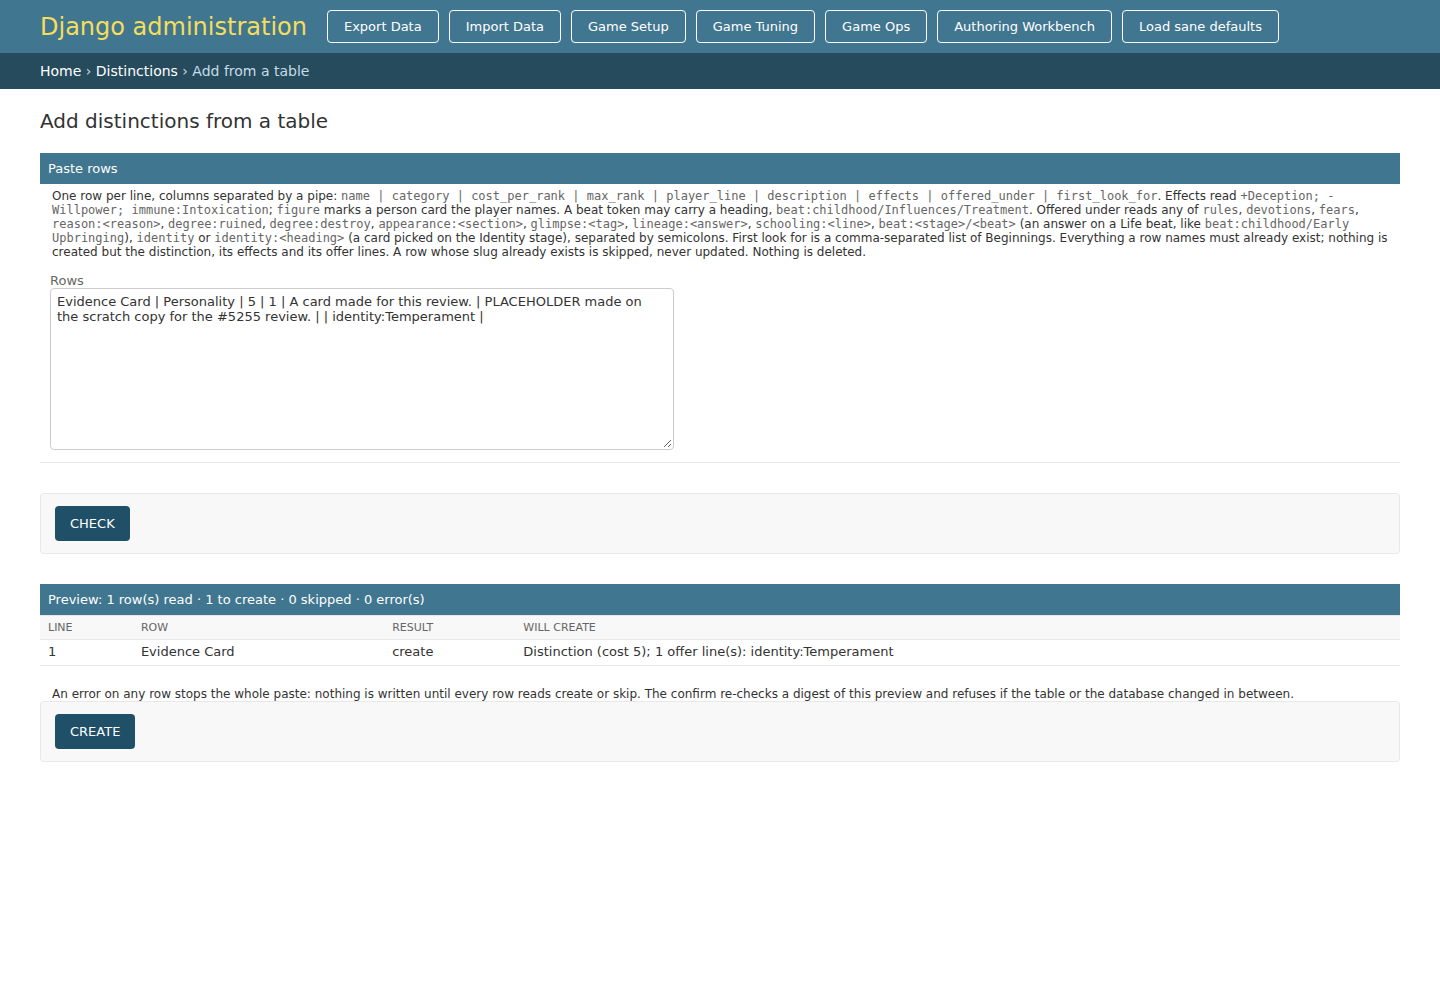 Django administration
Export Data
Import Data
Game Setup
Game Tuning
Game Ops
Authoring Workbench
Load sane defaults
Home › Distinctions › Add from a table
Add distinctions from a table
Paste rows
One row per line, columns separated by a pipe: name | category | cost_per_rank | max_rank | player_line | description | effects | offered_under | first_look_for. Effects read +Deception; -
Willpower; immune:Intoxication; figure marks a person card the player names. A beat token may carry a heading, beat:childhood/Influences/Treatment. Offered under reads any of rules, devotions, fears,
reason:<reason>, degree:ruined, degree:destroy, appearance:<section>, glimpse:<tag>, lineage:<answer>, schooling:<line>, beat:<stage>/<beat> (an answer on a Life beat, like beat:childhood/Early
Upbringing), identity or identity:<heading> (a card picked on the Identity stage), separated by semicolons. First look for is a comma-separated list of Beginnings. Everything a row names must already exist; nothing is
created but the distinction, its effects and its offer lines. A row whose slug already exists is skipped, never updated. Nothing is deleted.
Rows
Evidence Card | Personality | 5 | 1 | A card made for this review. | PLACEHOLDER made on
the scratch copy for the #5255 review. | | identity:Temperament |
CHECK
Preview: 1 row(s) read · 1 to create · 0 skipped · 0 error(s)
LINE ROW RESULT WILL CREATE
1 Evidence Card create Distinction (cost 5); 1 offer line(s): identity:Temperament
An error on any row stops the whole paste: nothing is written until every row reads create or skip. The confirm re-checks a digest of this preview and refuses if the table or the database changed in between.
CREATE